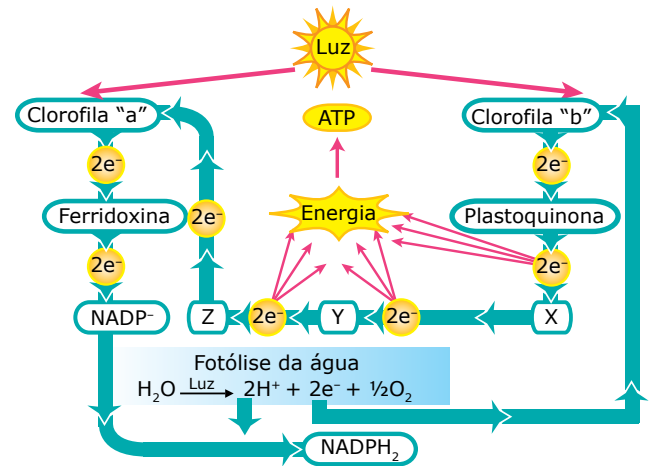 Luz
Clorofila "a"
ATP
Clorofila "b"
2e⁻
2e⁻
Ferridoxina
2e⁻
Energia
Plastoquinona
2e⁻
2e⁻
NADP⁻
Z
2e⁻
Y
2e⁻
X
Fotólise da água
H₂O Luz 2H⁺ + 2e⁻ + ½O₂
NADPH₂